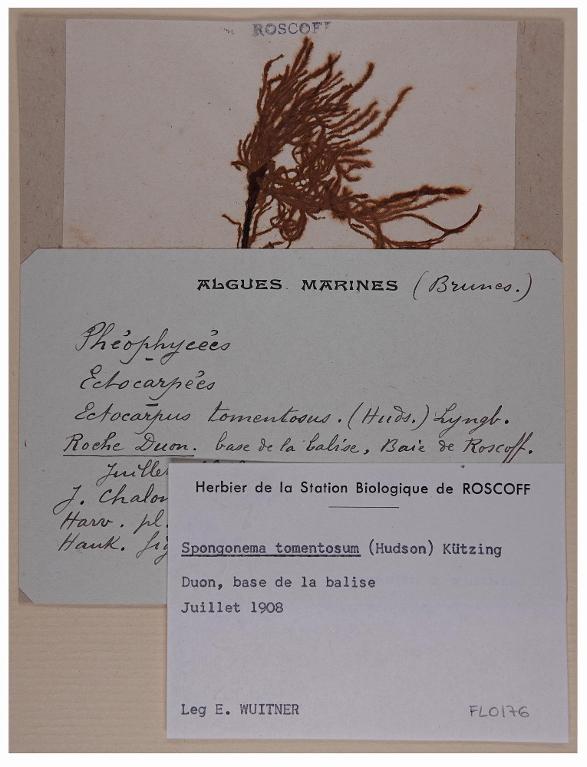 ROSCOFF
ALGUES MARINES (Brunes.)
Phéophycées
Ectocarpées
Ectocarpus tomentosus. (Huds.) Lyngb.
Roche Duon. base de la balise, Baie de Roscoff.
Juillet
J. Chalon
Harv. pl.
Hauk. fig
Herbier de la Station Biologique de ROSCOFF
Spongonema tomentosum (Hudson) Kützing
Duon, base de la balise
Juillet 1908
Leg E. WUITNER
FL0176